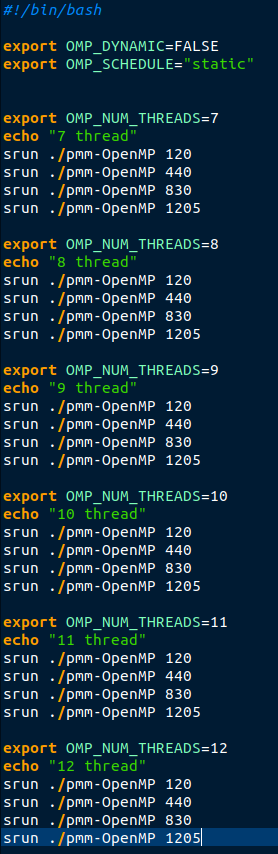 #!/bin/bash
export OMP_DYNAMIC=FALSE
export OMP_SCHEDULE="static"
export OMP_NUM_THREADS=7
echo "7 thread"
srun ./pmm-OpenMP 120
srun ./pmm-OpenMP 440
srun ./pmm-OpenMP 830
srun ./pmm-OpenMP 1205
export OMP_NUM_THREADS=8
echo "8 thread"
srun ./pmm-OpenMP 120
srun ./pmm-OpenMP 440
srun ./pmm-OpenMP 830
srun ./pmm-OpenMP 1205
export OMP_NUM_THREADS=9
echo "9 thread"
srun ./pmm-OpenMP 120
srun ./pmm-OpenMP 440
srun ./pmm-OpenMP 830
srun ./pmm-OpenMP 1205
export OMP_NUM_THREADS=10
echo "10 thread"
srun ./pmm-OpenMP 120
srun ./pmm-OpenMP 440
srun ./pmm-OpenMP 830
srun ./pmm-OpenMP 1205
export OMP_NUM_THREADS=11
echo "11 thread"
srun ./pmm-OpenMP 120
srun ./pmm-OpenMP 440
srun ./pmm-OpenMP 830
srun ./pmm-OpenMP 1205
export OMP_NUM_THREADS=12
echo "12 thread"
srun ./pmm-OpenMP 120
srun ./pmm-OpenMP 440
srun ./pmm-OpenMP 830
srun ./pmm-OpenMP 1205